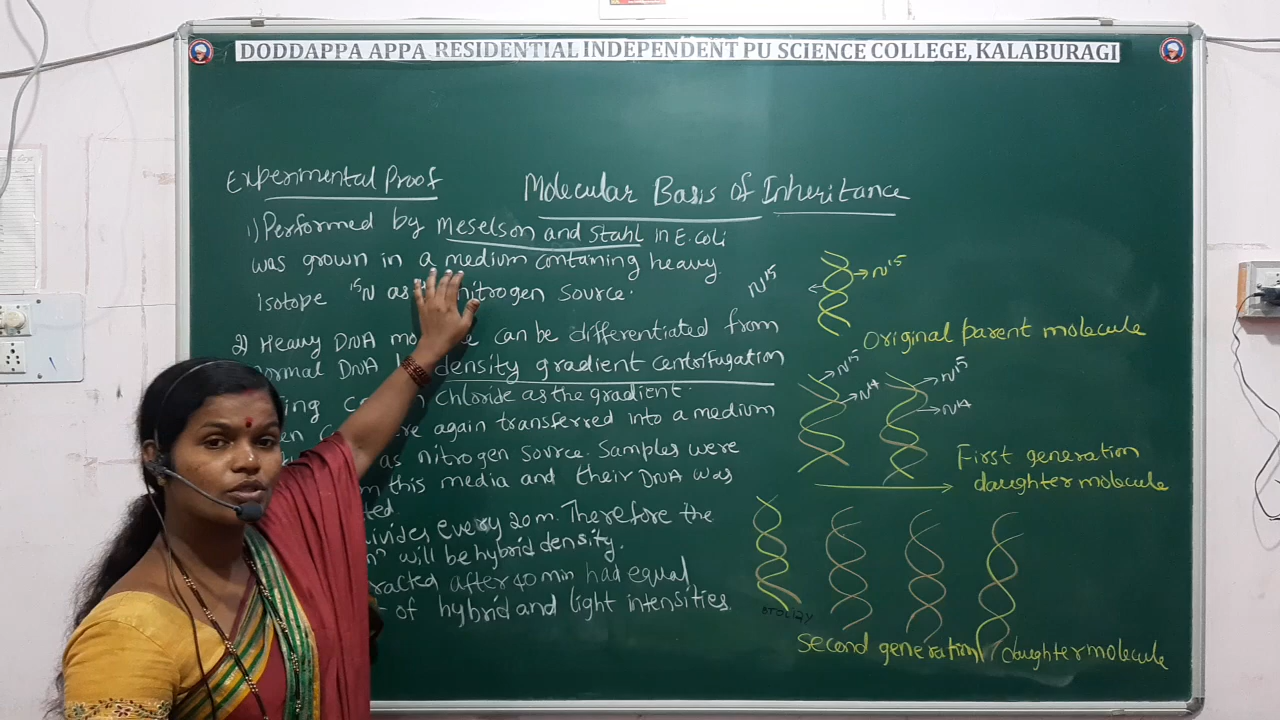 DODDAPPA APPA RESIDENTIAL INDEPENDENT PU SCIENCE COLLEGE, KALABURAGI
Experimental Proof
Molecular Basis of Inheritance
1) Performed by Meselson and Stahl in E.coli
was grown in a medium containing heavy
isotope ¹⁵N as nitrogen source.
2) Heavy DNA can be differentiated from
DNA density gradient centrifugation
chloride as the gradient.
again transferred into a medium
as nitrogen source. Samples were
this media and their DNA was
every 20m. Therefore the
will be hybrid density.
after 40 min had equal
of hybrid and light intensities.
N¹⁵
N¹⁵
Original parent molecule
N¹⁵
N¹⁴
N¹⁵
N¹⁴
First generation
daughter molecule
Second generation daughter molecule